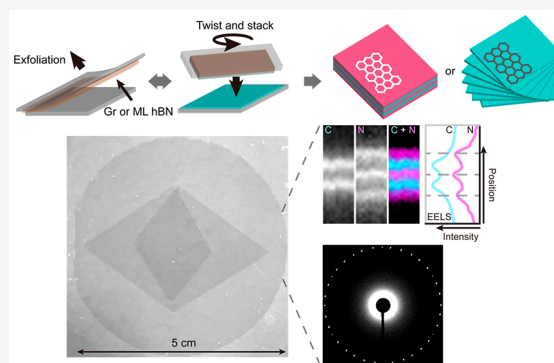 Exfoliation
Gr or ML hBN
Twist and stack
or
C
N
C + N
C
N
EELS
Position
Intensity
5 cm